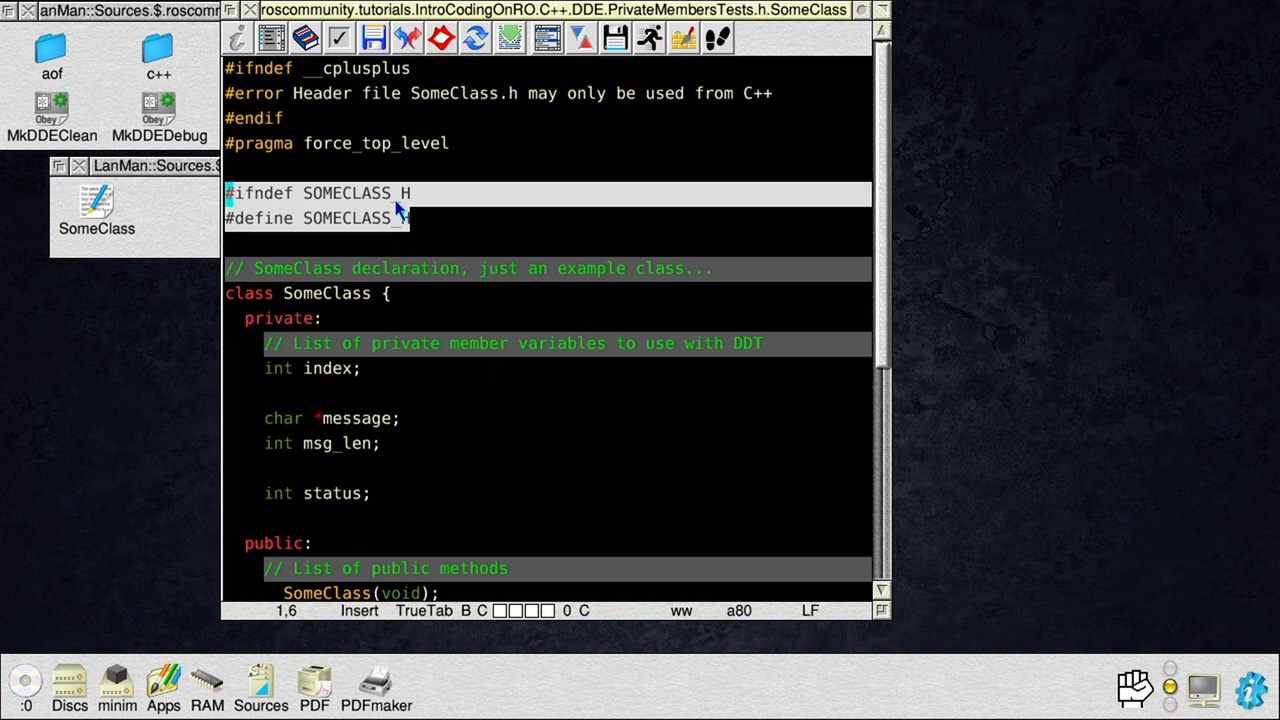 anMan::Sources.$.roscomm
aof
c++
Obey
Obey
MkDDEClean
MkDDEDebug
LanMan::Sources.$
SomeClass
roscommunity.tutorials.IntroCodingOnRO.C++.DDE.PrivateMembersTests.h.SomeClass
#ifndef __cplusplus
#error Header file SomeClass.h may only be used from C++
#endif
#pragma force_top_level
#ifndef SOMECLASS_H
#define SOMECLASS_H
// SomeClass declaration, just an example class...
class SomeClass {
private:
// List of private member variables to use with DDT
int index;
char *message;
int msg_len;
int status;
public:
// List of public methods
SomeClass(void);
1,6 Insert TrueTab B C 0 C ww a80 LF
:0 Discs minim Apps RAM Sources PDF PDFmaker